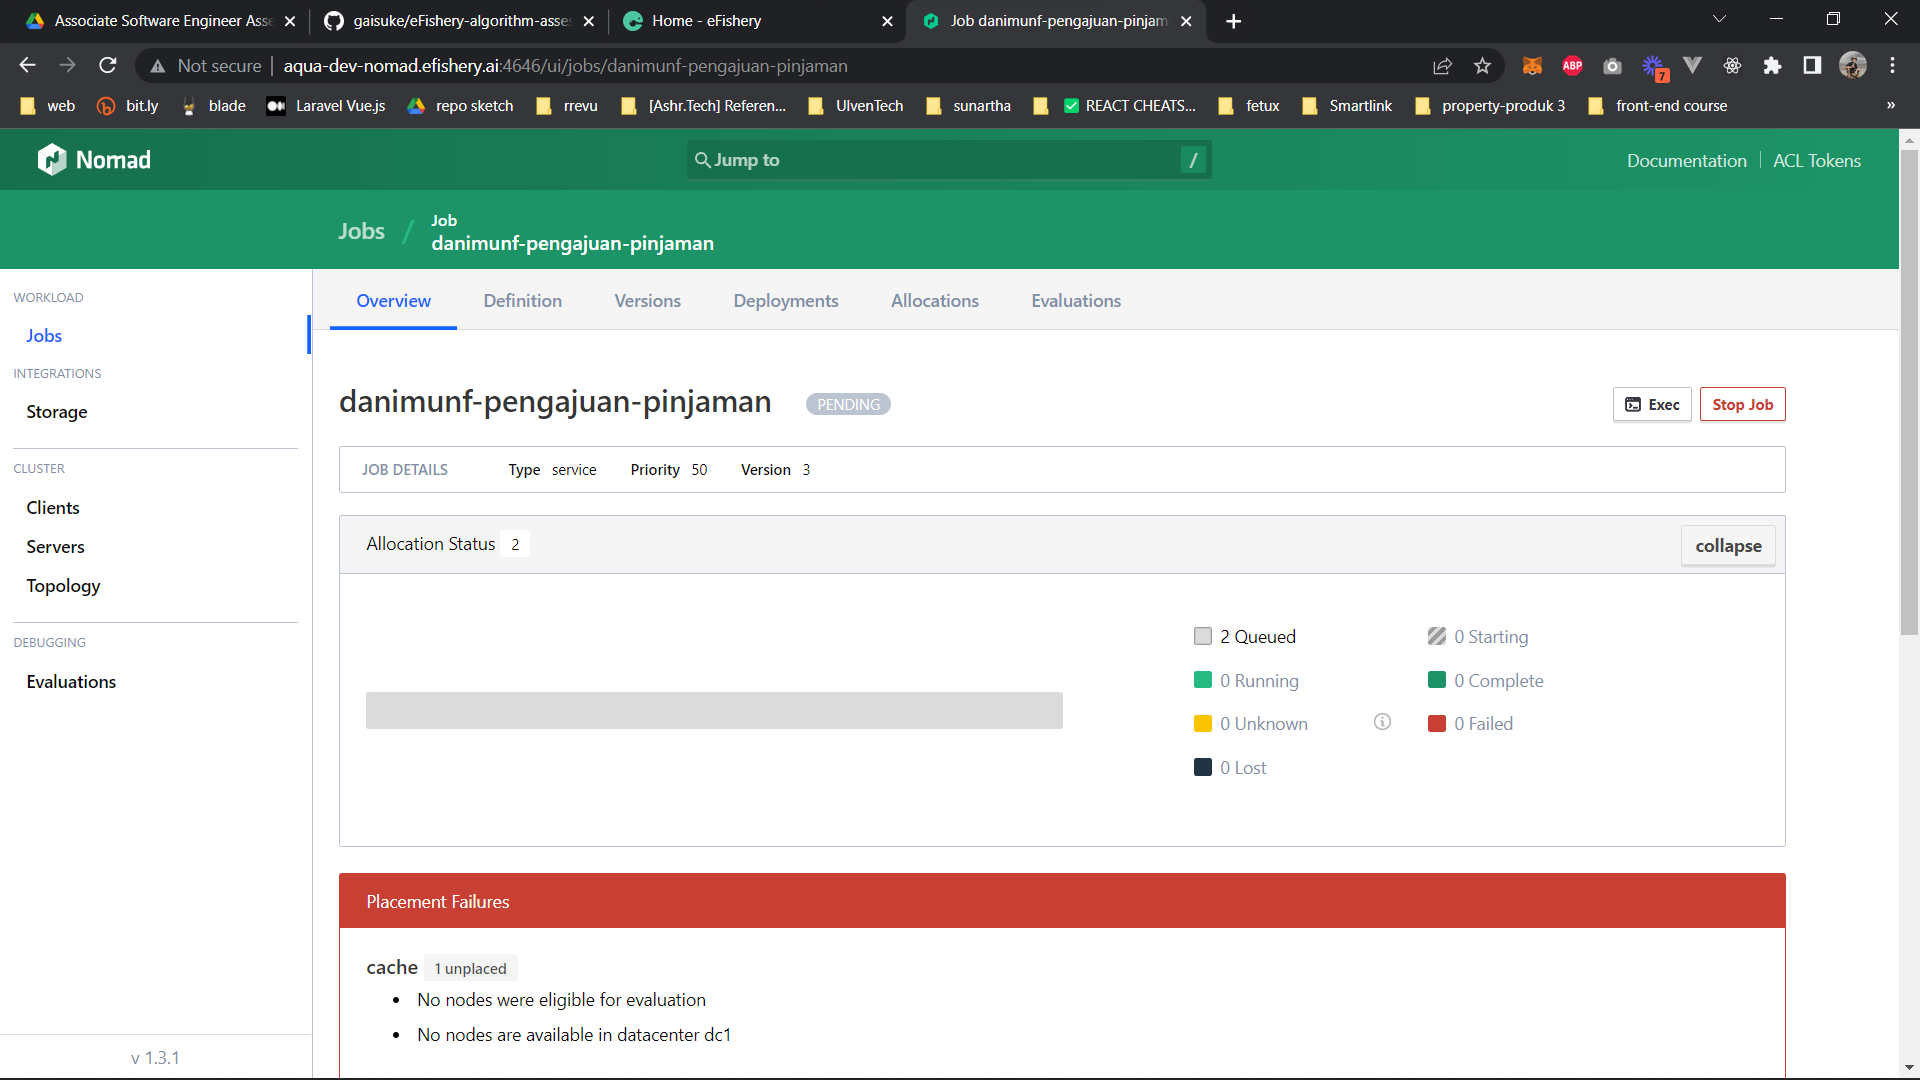 Associate Software Engineer Asse
gaisuke/eFishery-algorithm-asses
Home - eFishery
Job danimunf-pengajuan-pinjam
Not secure
aqua-dev-nomad.efishery.ai:4646/ui/jobs/danimunf-pengajuan-pinjaman
ABP
7
web
bit.ly
blade
Laravel Vue.js
repo sketch
rrevu
[Ashr.Tech] Referen...
UlvenTech
sunartha
REACT CHEATS...
fetux
Smartlink
property-produk 3
front-end course
»
Nomad
Jump to
/
Documentation
ACL Tokens
Jobs
/
Job
danimunf-pengajuan-pinjaman
WORKLOAD
Jobs
INTEGRATIONS
Storage
CLUSTER
Clients
Servers
Topology
DEBUGGING
Evaluations
v 1.3.1
Overview
Definition
Versions
Deployments
Allocations
Evaluations
danimunf-pengajuan-pinjaman
PENDING
Exec
Stop Job
JOB DETAILS
Type service
Priority 50
Version 3
Allocation Status 2
collapse
2 Queued
0 Starting
0 Running
0 Complete
0 Unknown
0 Failed
0 Lost
Placement Failures
cache 1 unplaced
• No nodes were eligible for evaluation
• No nodes are available in datacenter dc1